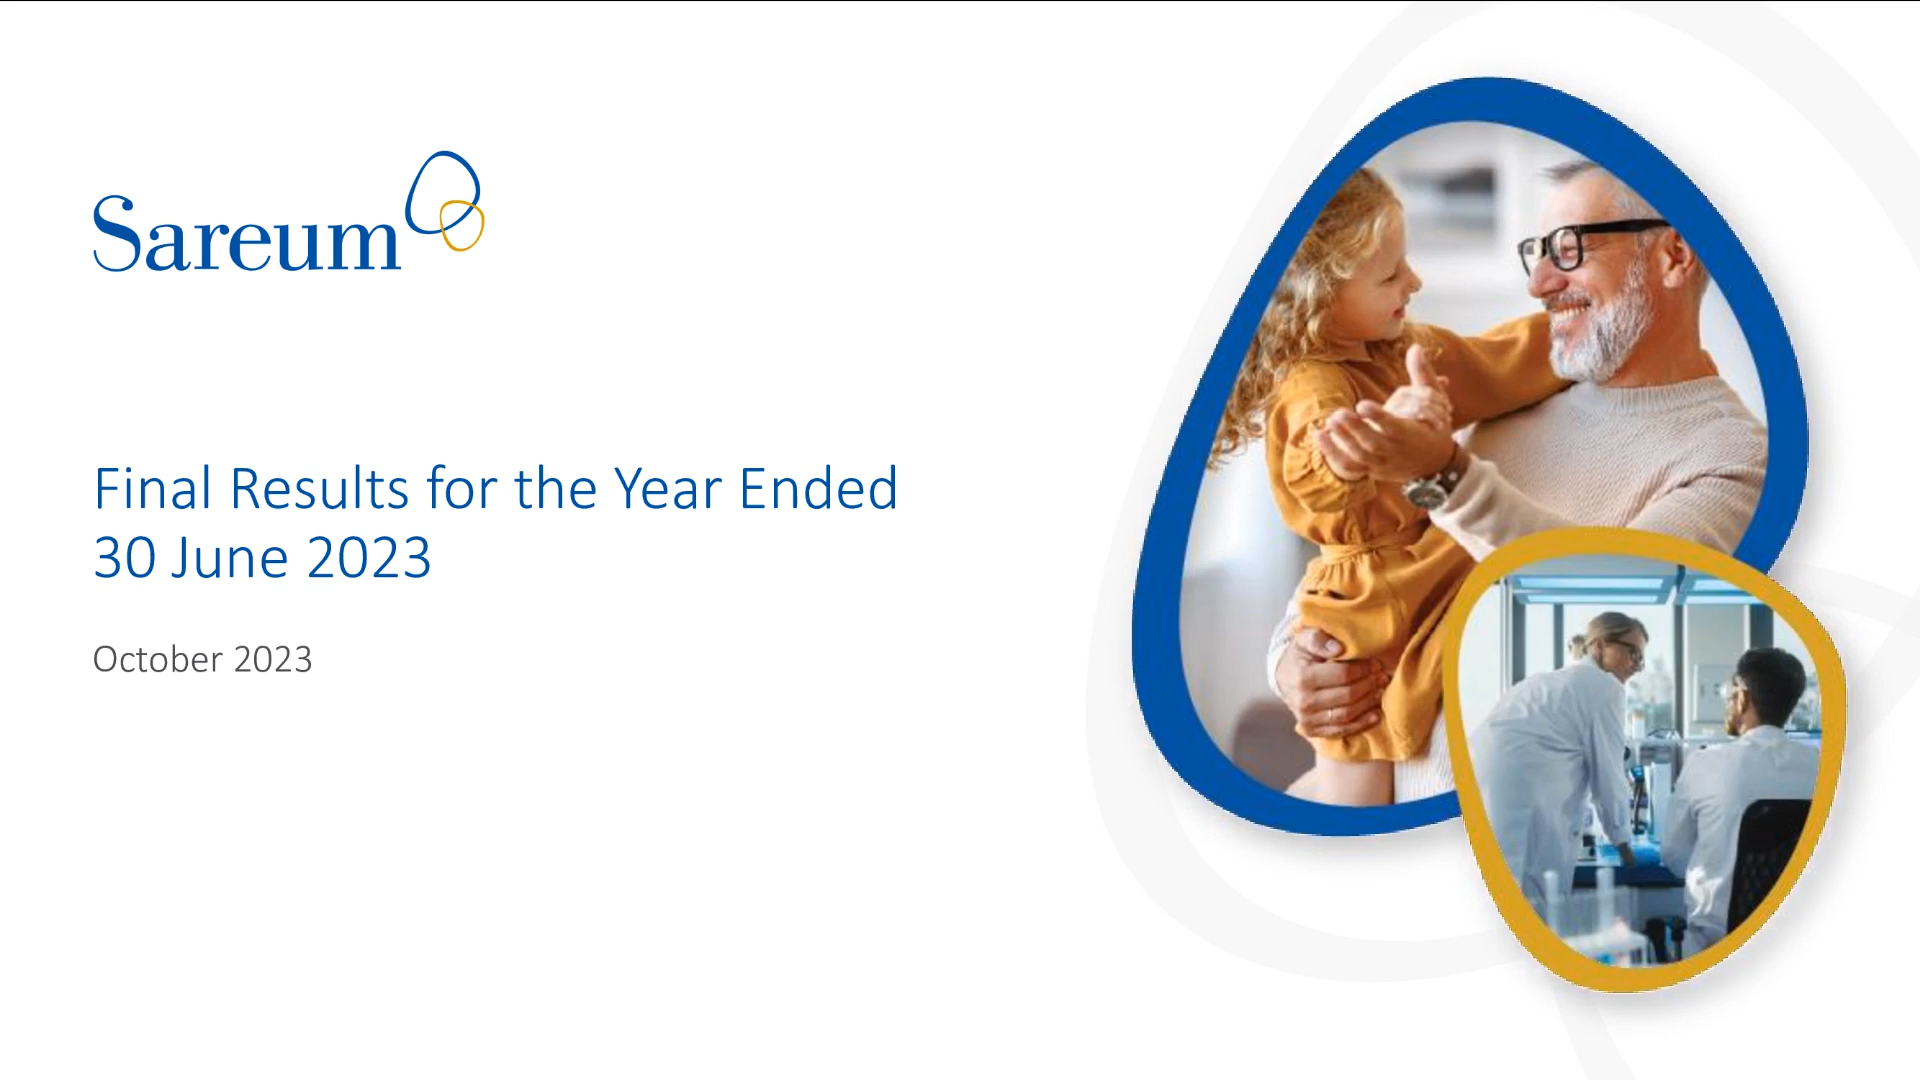 Sareum
Final Results for the Year Ended
30 June 2023
October 2023